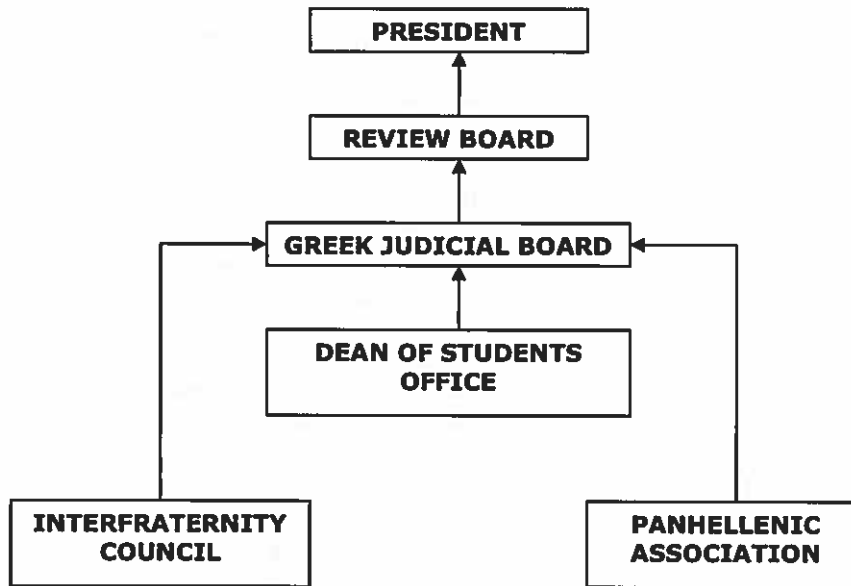 PRESIDENT
REVIEW BOARD
GREEK JUDICIAL BOARD
DEAN OF STUDENTS
OFFICE
INTERFRATERNITY
COUNCIL
PANHELLENIC
ASSOCIATION